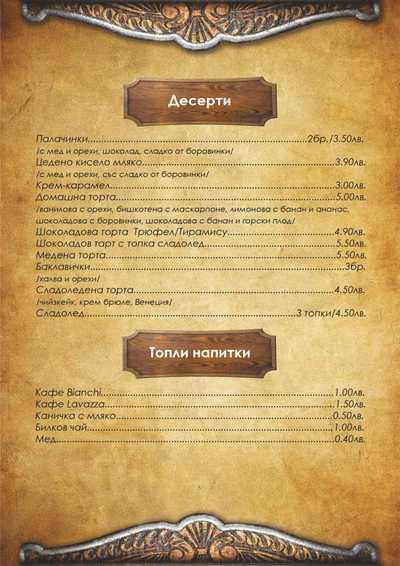 Десерти
Палачинки.....2бр./3.50лв.
/с мед и орехи, шоколад, сладко от боровинки/
Цедено кисело мляко.....3.90лв.
/с мед и орехи, със сладко от боровинки/
Крем-карамел.....3.00лв.
Домашна торта.....5.00лв.
/ванилова с орехи, бишкотена с маскарпоне, лимонова с банан и ананас,
шоколадова с боровинки, шоколадова с банан и горски плод/
Шоколадова торта Трюфел/Тирамису.....4.90лв.
Шоколадов тарт с топка сладолед.....5.50лв.
Медена торта.....5.50лв.
Баклавички.....3бр.
/халва и орехи/
Сладоледена торта.....4.50лв.
/чийзкейк, крем брюле, Венеция/
Сладолед.....3 топки/4.50лв.
Топли напитки
Кафе Bianchi.....1.00лв.
Кафе Lavazza.....1.50лв.
Каничка с мляко.....0.50лв.
Билков чай.....1.00лв.
Мед.....0.40лв.